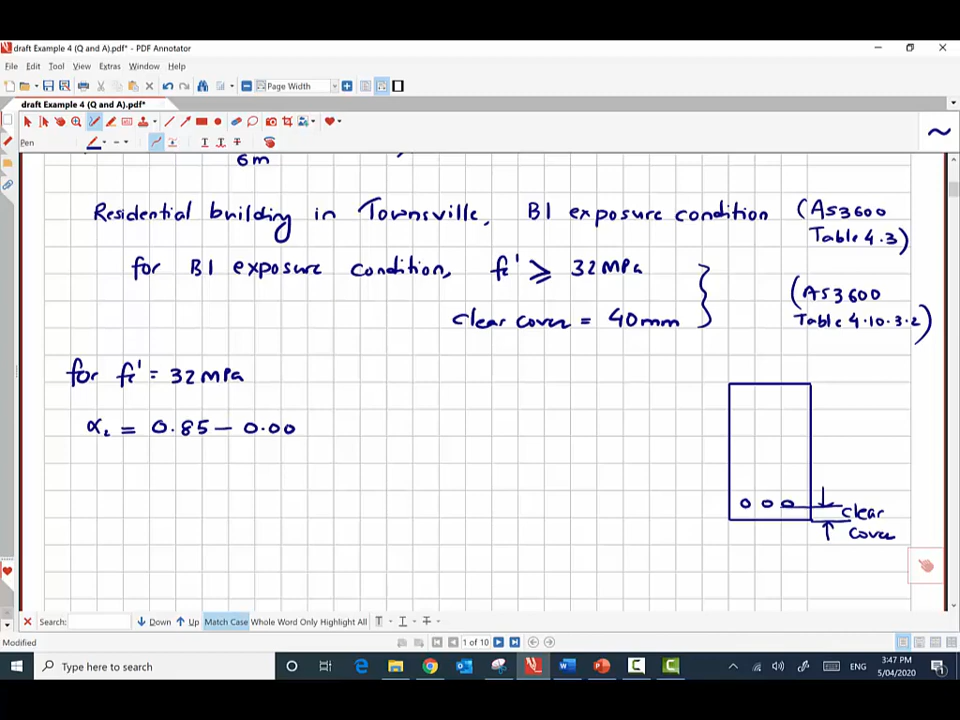 draft Example 4 (Q and A).pdf* - PDF Annotator
File Edit Tool View Extras Window Help
Page Width
draft Example 4 (Q and A).pdf*
Pen
6m
Residential building in Townsville, B1 exposure condition (AS3600
Table 4.3)
for B1 exposure condition, fc' ⩾ 32MPa
(AS3600
clear cover = 40mm
Table 4.10.3.2)
for fc' = 32MPa
α₂ = 0.85 - 0.00
clear
cover
Search: Down Up Match Case Whole Word Only Highlight All
1 of 10
Modified
Type here to search
ENG
3:47 PM
5/04/2020